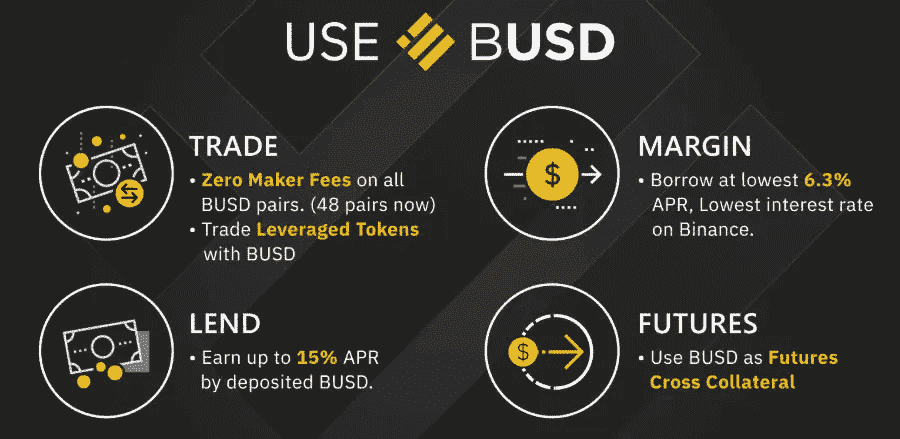 USE BUSD
TRADE
• Zero Maker Fees on all
BUSD pairs. (48 pairs now)
• Trade Leveraged Tokens
with BUSD
MARGIN
• Borrow at lowest 6.3%
APR, Lowest interest rate
on Binance.
LEND
• Earn up to 15% APR
by deposited BUSD.
FUTURES
• Use BUSD as Futures
Cross Collateral
$
$